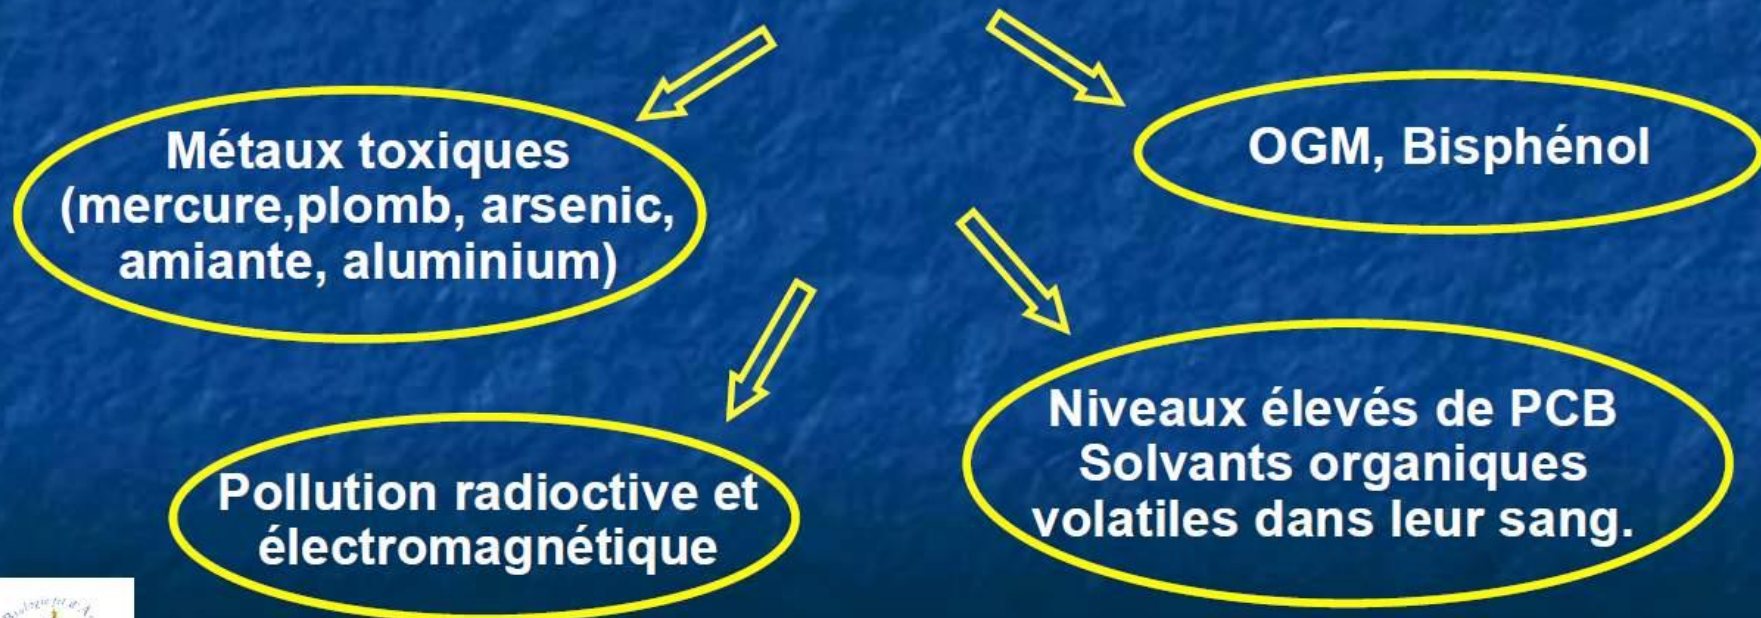 Métaux toxiques
(mercure,plomb, arsenic,
amiante, aluminium)
OGM, Bisphénol
Pollution radioctive et
électromagnétique
Niveaux élevés de PCB
Solvants organiques
volatiles dans leur sang.